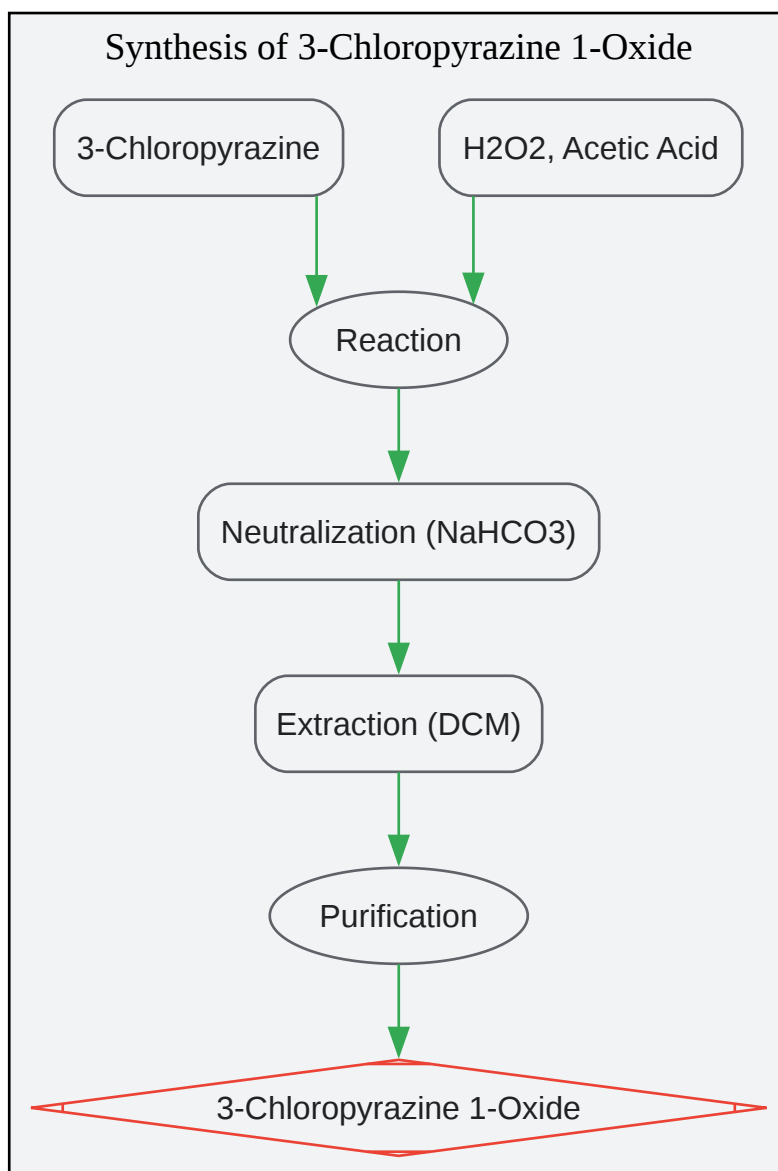 Synthesis of 3-Chloropyrazine 1-Oxide
3-Chloropyrazine
H2O2, Acetic Acid
Reaction
Neutralization (NaHCO3)
Extraction (DCM)
Purification
3-Chloropyrazine 1-Oxide